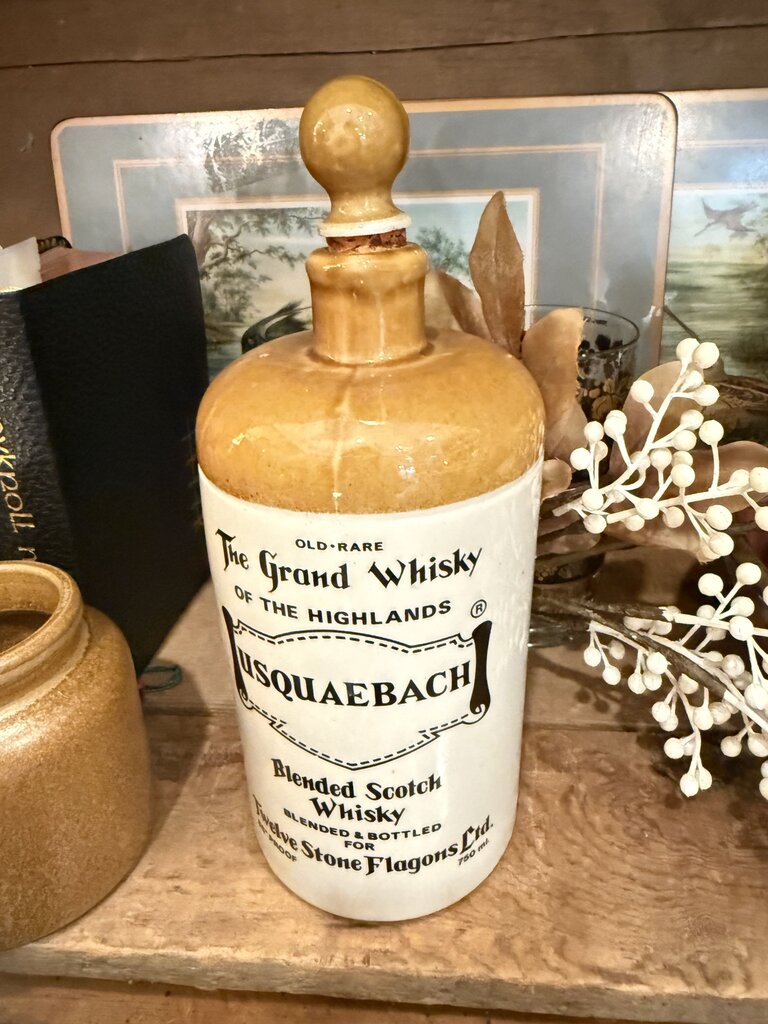 OLD·RARE
The Grand Whisky
OF THE HIGHLANDS ®
USQUAEBACH
Blended Scotch
Whisky
BLENDED & BOTTLED
FOR
Twelve Stone Flagons Ltd.
PROOF 750 ml.